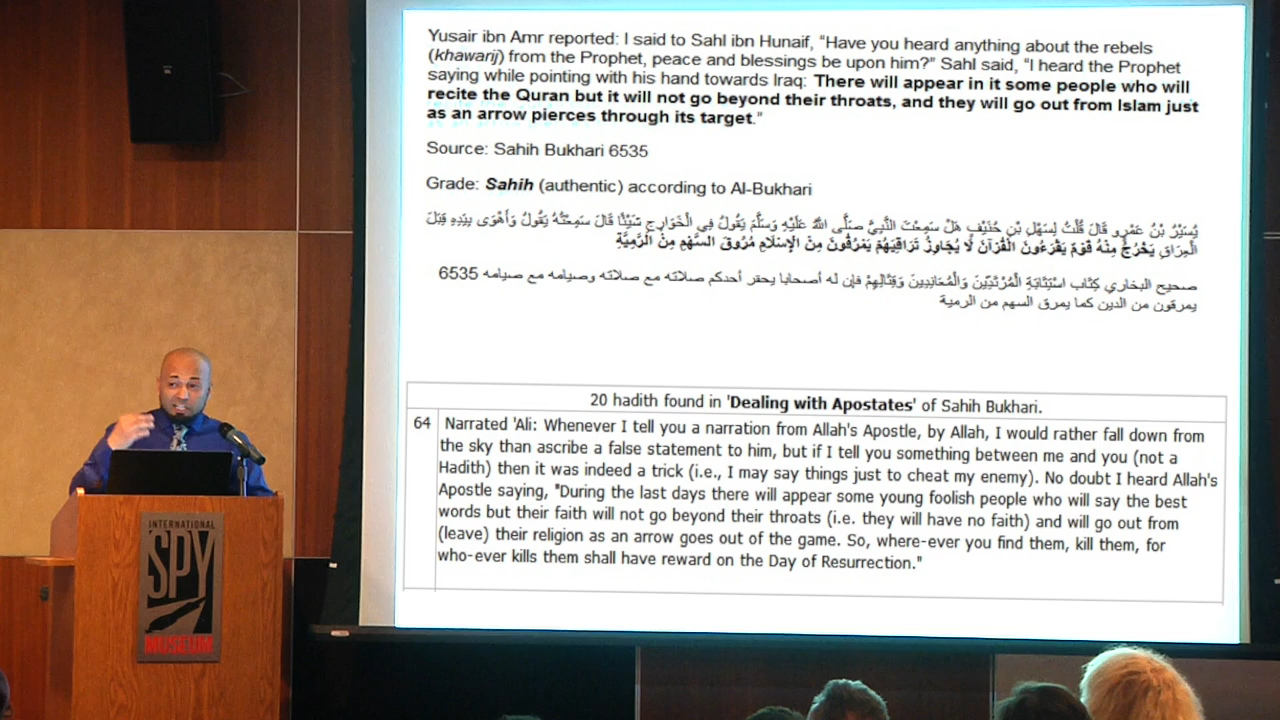 Yusair ibn Amr reported: I said to Sahl ibn Hunaif, “Have you heard anything about the rebels
(khawarij) from the Prophet, peace and blessings be upon him?” Sahl said, “I heard the Prophet
saying while pointing with his hand towards Iraq: There will appear in it some people who will
recite the Quran but it will not go beyond their throats, and they will go out from Islam just
as an arrow pierces through its target.”
Source: Sahih Bukhari 6535
Grade: Sahih (authentic) according to Al-Bukhari
يُسَيْرُ بْنُ عَمْرٍو قَالَ قُلْتُ لِسَهْلِ بْنِ حُنَيْفٍ هَلْ سَمِعْتَ النَّبِيَّ صَلَّى اللَّهُ عَلَيْهِ وَسَلَّمَ يَقُولُ فِي الْخَوَارِجِ شَيْئًا قَالَ سَمِعْتُهُ يَقُولُ وَأَهْوَى بِيَدِهِ قِبَلَ
الْعِرَاقِ يَخْرُجُ مِنْهُ قَوْمٌ يَقْرَءُونَ الْقُرْآنَ لَا يُجَاوِزُ تَرَاقِيَهُمْ يَمْرُقُونَ مِنْ الْإِسْلَامِ مُرُوقَ السَّهْمِ مِنْ الرَّمِيَّةِ
6535 صحيح البخاري كِتَاب اسْتِتَابَةِ الْمُرْتَدِّينَ وَالْمُعَانِدِينَ وَقِتَالِهِمْ فإن له أصحابا يحقر أحدكم صلاته مع صلاته وصيامه مع صيامه
يمرقون من الدين كما يمرق السهم من الرمية
20 hadith found in 'Dealing with Apostates' of Sahih Bukhari.
64 Narrated 'Ali: Whenever I tell you a narration from Allah's Apostle, by Allah, I would rather fall down from
the sky than ascribe a false statement to him, but if I tell you something between me and you (not a
Hadith) then it was indeed a trick (i.e., I may say things just to cheat my enemy). No doubt I heard Allah's
Apostle saying, "During the last days there will appear some young foolish people who will say the best
words but their faith will not go beyond their throats (i.e. they will have no faith) and will go out from
(leave) their religion as an arrow goes out of the game. So, where-ever you find them, kill them, for
who-ever kills them shall have reward on the Day of Resurrection."
INTERNATIONAL
SPY
MUSEUM